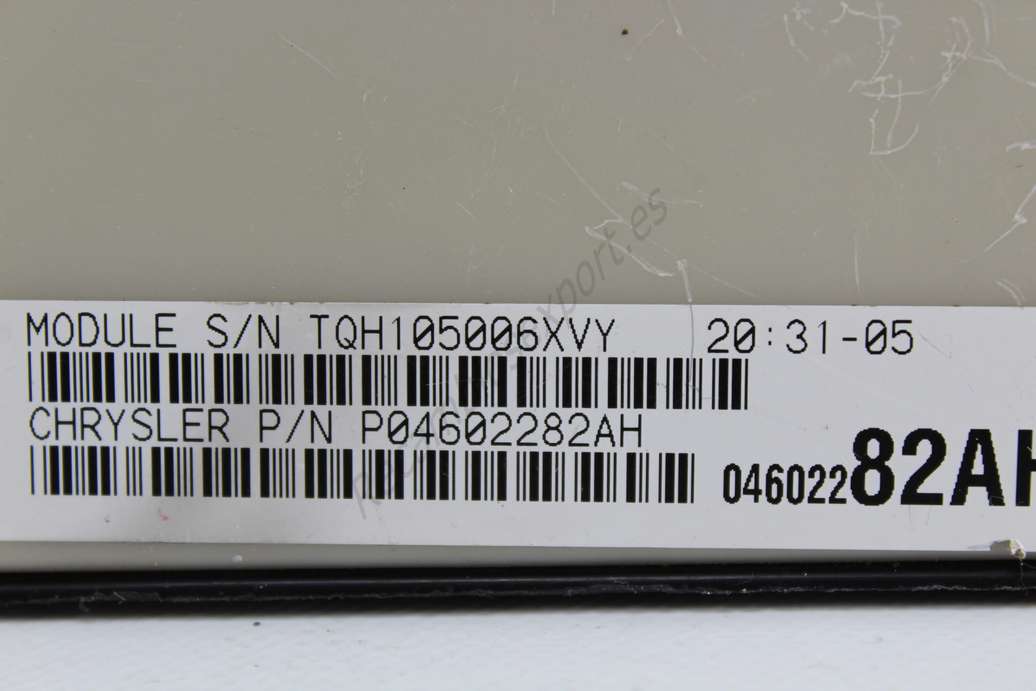 MODULE S/N TQH105006XVY 20:31-05
CHRYSLER P/N P04602282AH
04602282AH